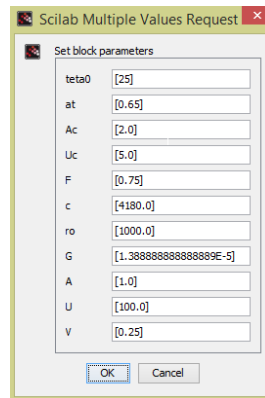 Scilab Multiple Values Request
Set block parameters
teta0 [25]
at [0.65]
Ac [2.0]
Uc [5.0]
F [0.75]
c [4180.0]
ro [1000.0]
G [1.388888888888889E-5]
A [1.0]
U [100.0]
V [0.25]
OK Cancel